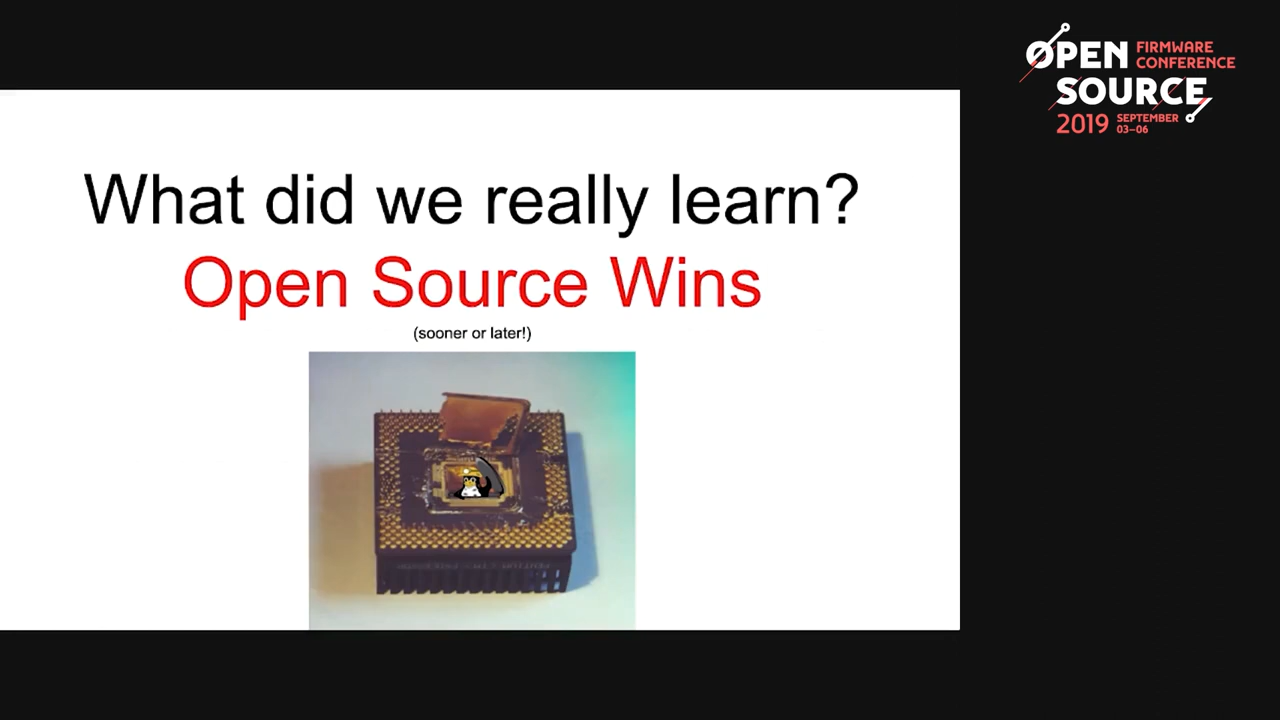 OPEN FIRMWARE
CONFERENCE
SOURCE
2019 SEPTEMBER
03–06
What did we really learn?
Open Source Wins
(sooner or later!)